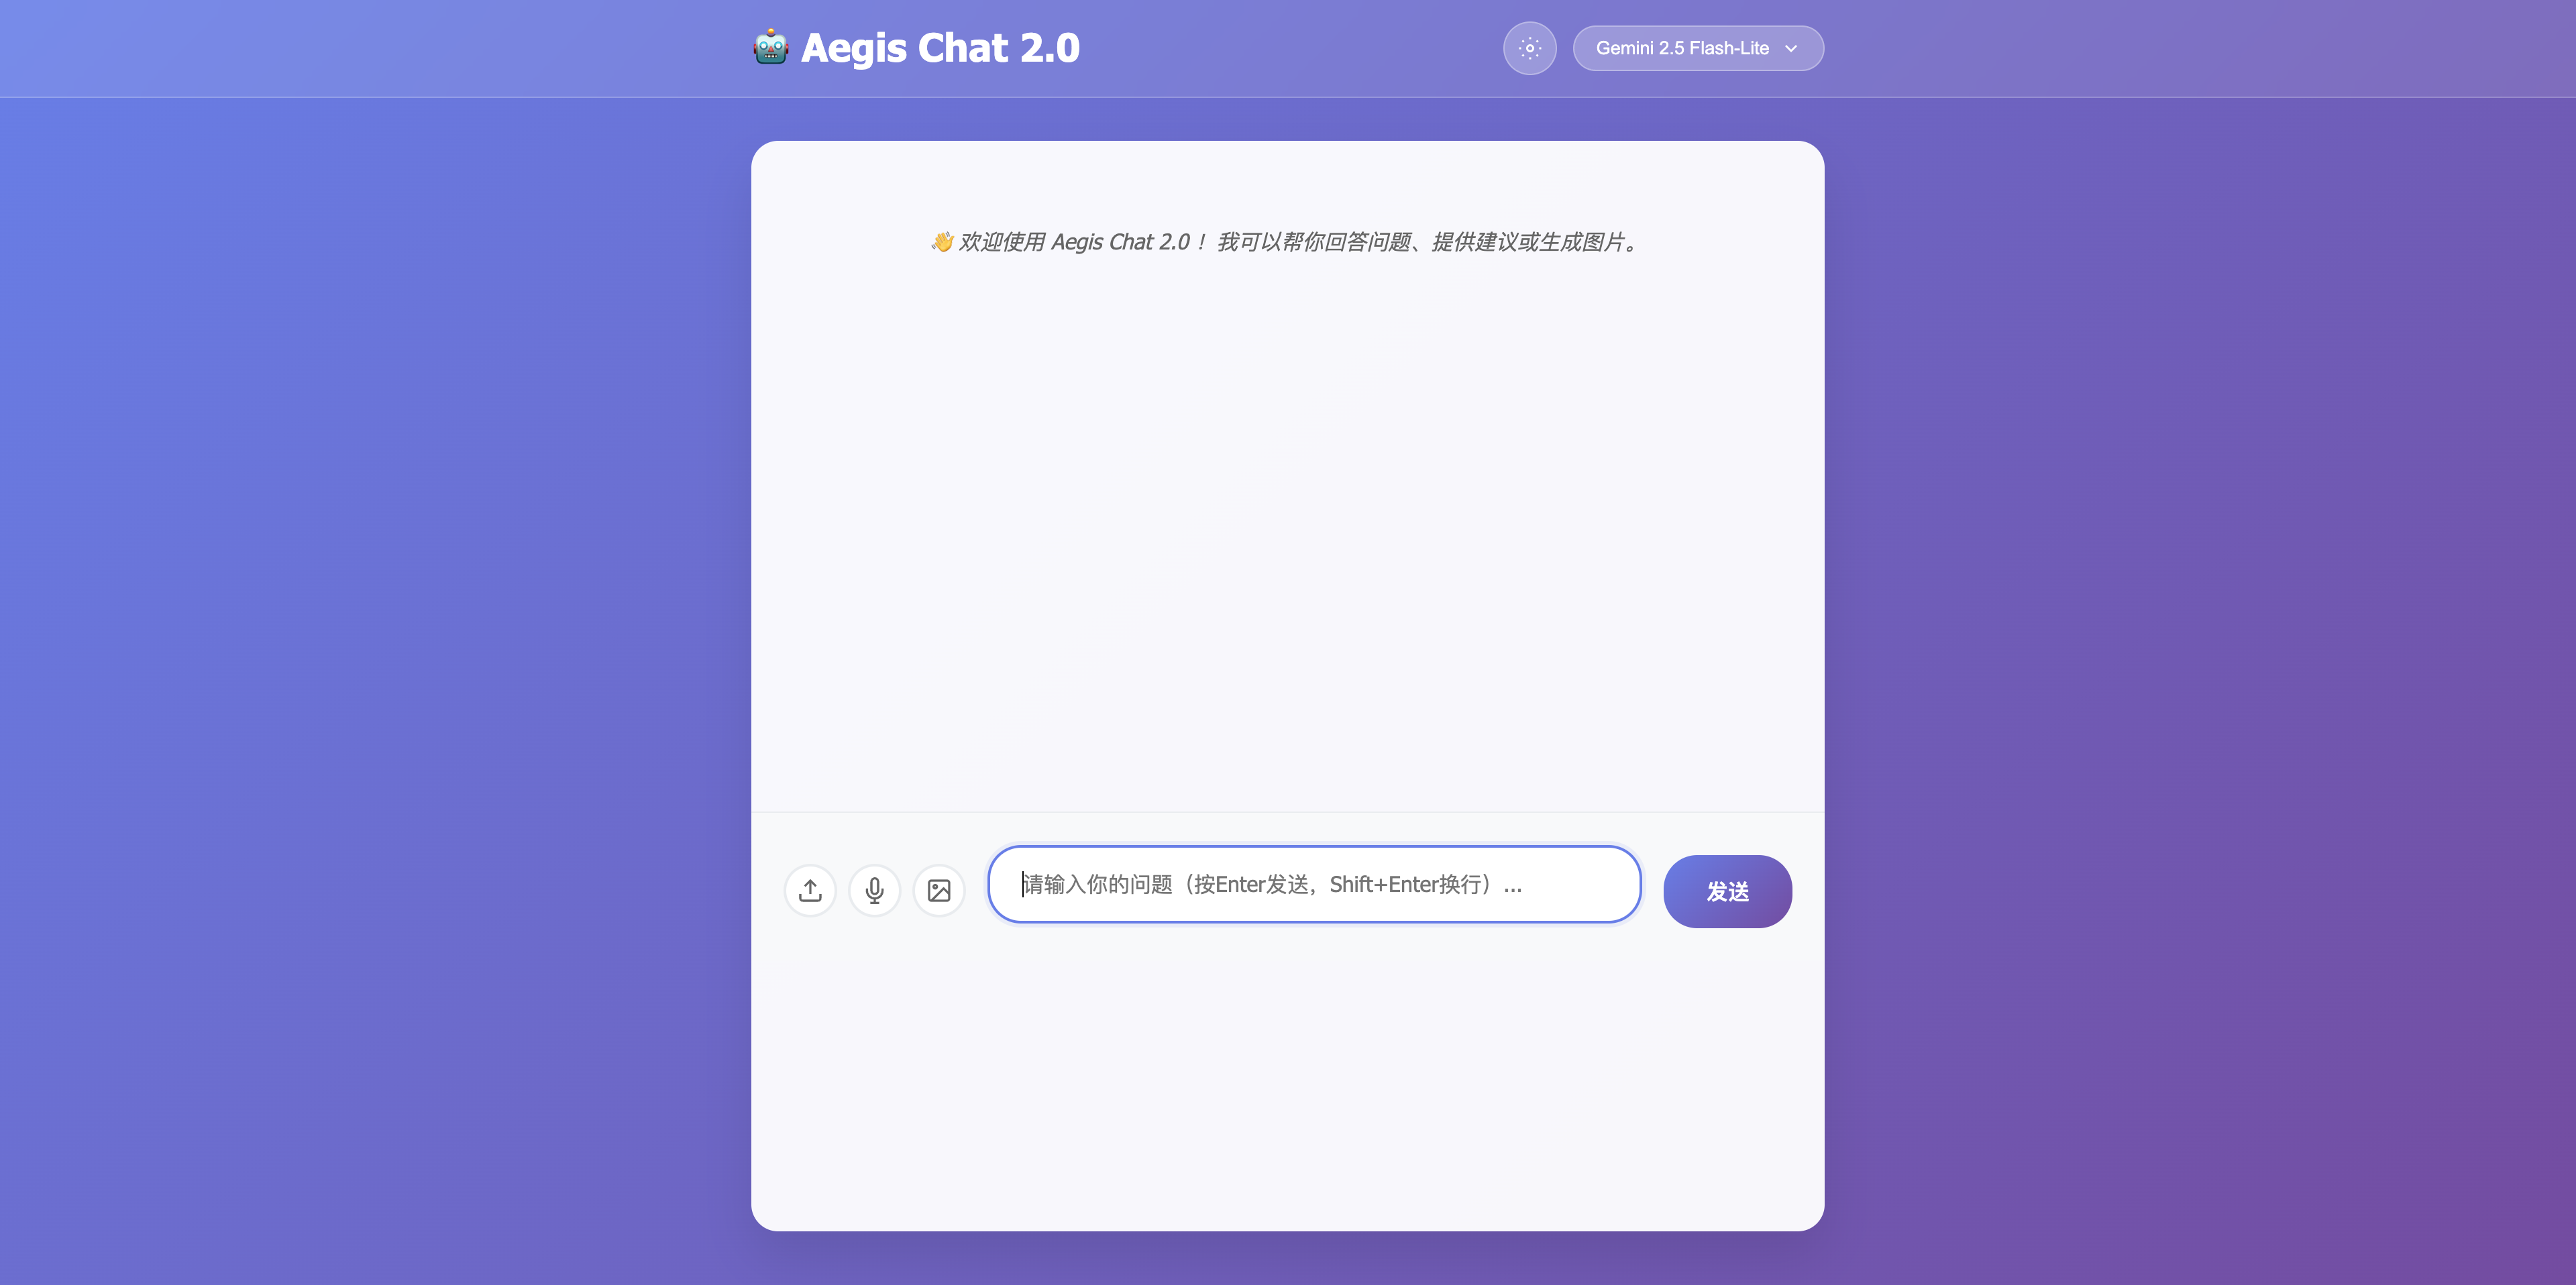 🤖 Aegis Chat 2.0
Gemini 2.5 Flash-Lite
👋 欢迎使用 Aegis Chat 2.0！我可以帮你回答问题、提供建议或生成图片。
请输入你的问题（按Enter发送，Shift+Enter换行）...
发送